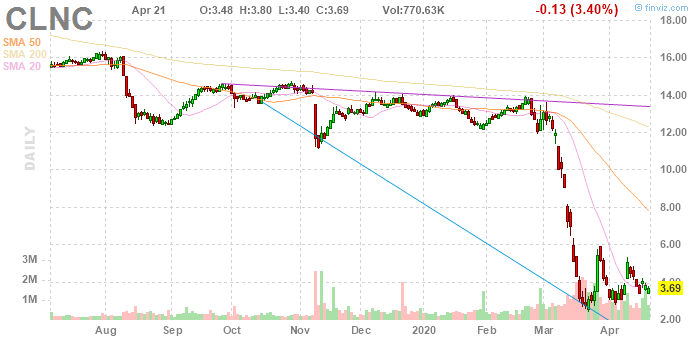 CLNC Apr 21 O:3.48 H:3.80 L:3.40 C:3.69 Vol:770.63K -0.13 (3.40%) © finviz.com
SMA 50
SMA 200
SMA 20
DAILY
20.00
18.00
16.00
14.00
12.00
10.00
8.00
6.00
4.00
3.69
2.00
3M
2M
1M
Aug Sep Oct Nov Dec 2020 Feb Mar Apr